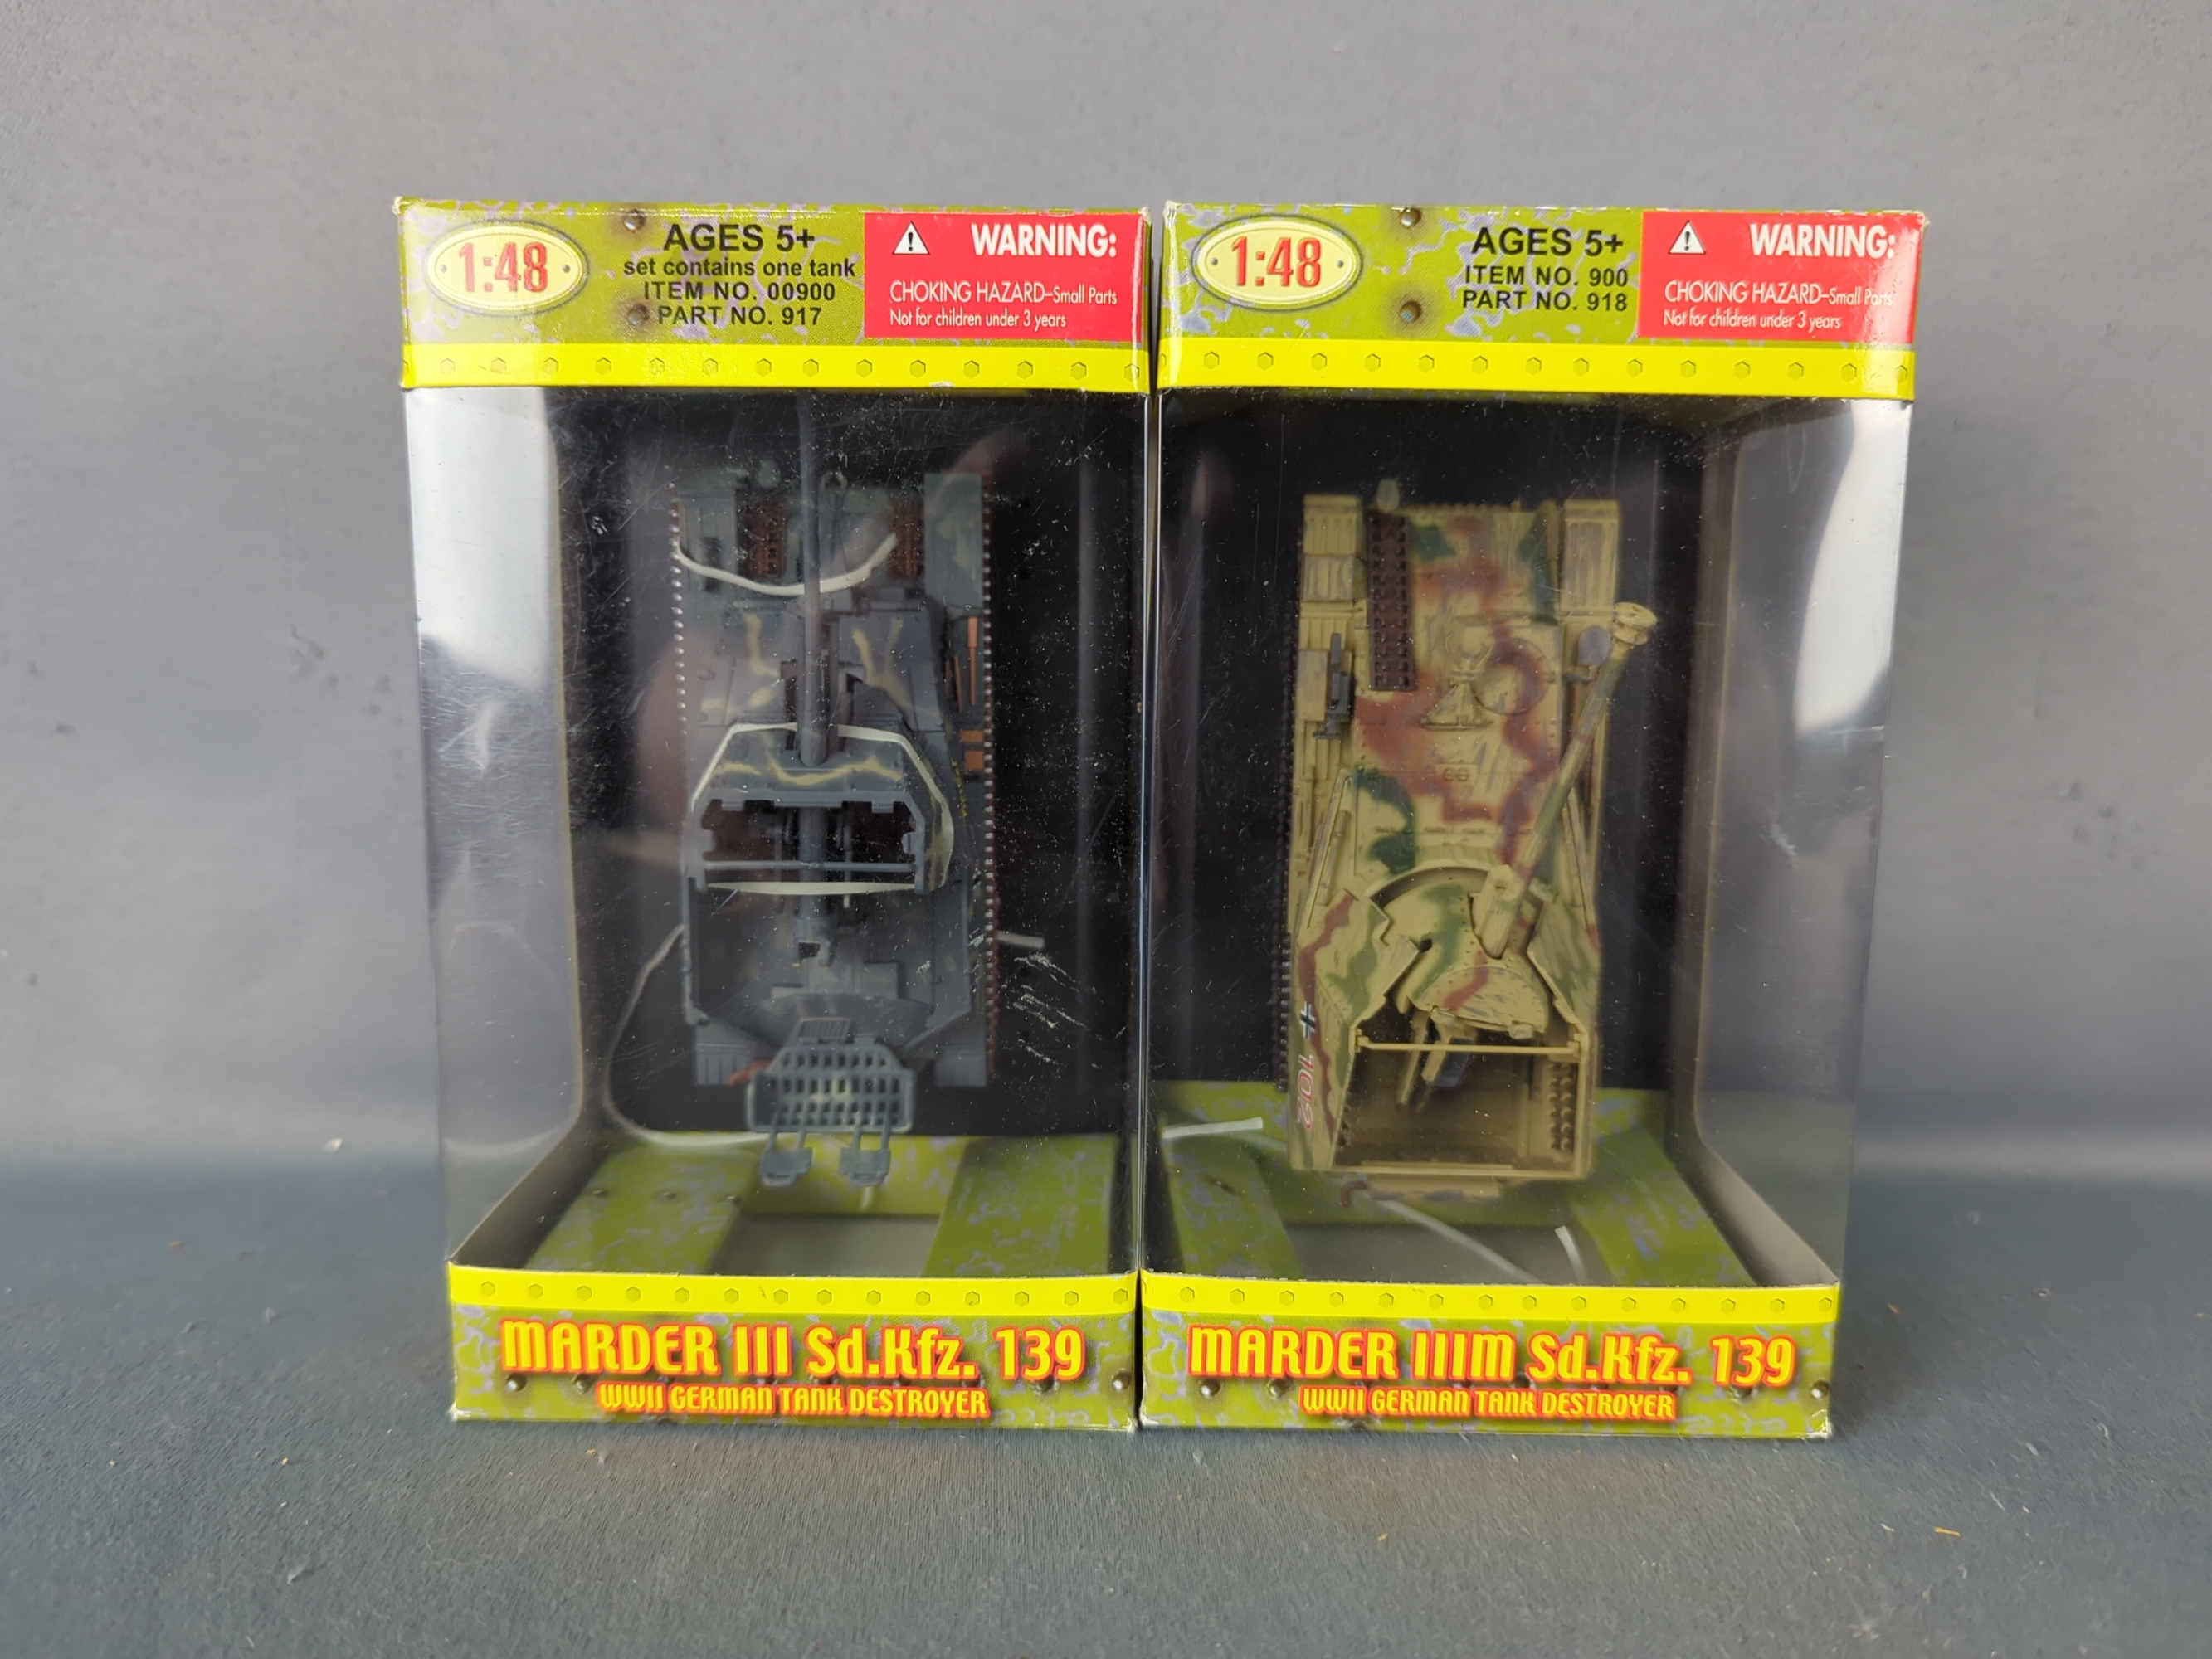 1:48
AGES 5+
set contains one tank
ITEM NO. 00900
PART NO. 917
WARNING:
CHOKING HAZARD–Small Parts
Not for children under 3 years
MARDER III Sd.Kfz. 139
WWII GERMAN TANK DESTROYER
1:48
AGES 5+
ITEM NO. 900
PART NO. 918
WARNING:
CHOKING HAZARD–Small Parts
Not for children under 3 years
102
MARDER IIIM Sd.Kfz. 139
WWII GERMAN TANK DESTROYER